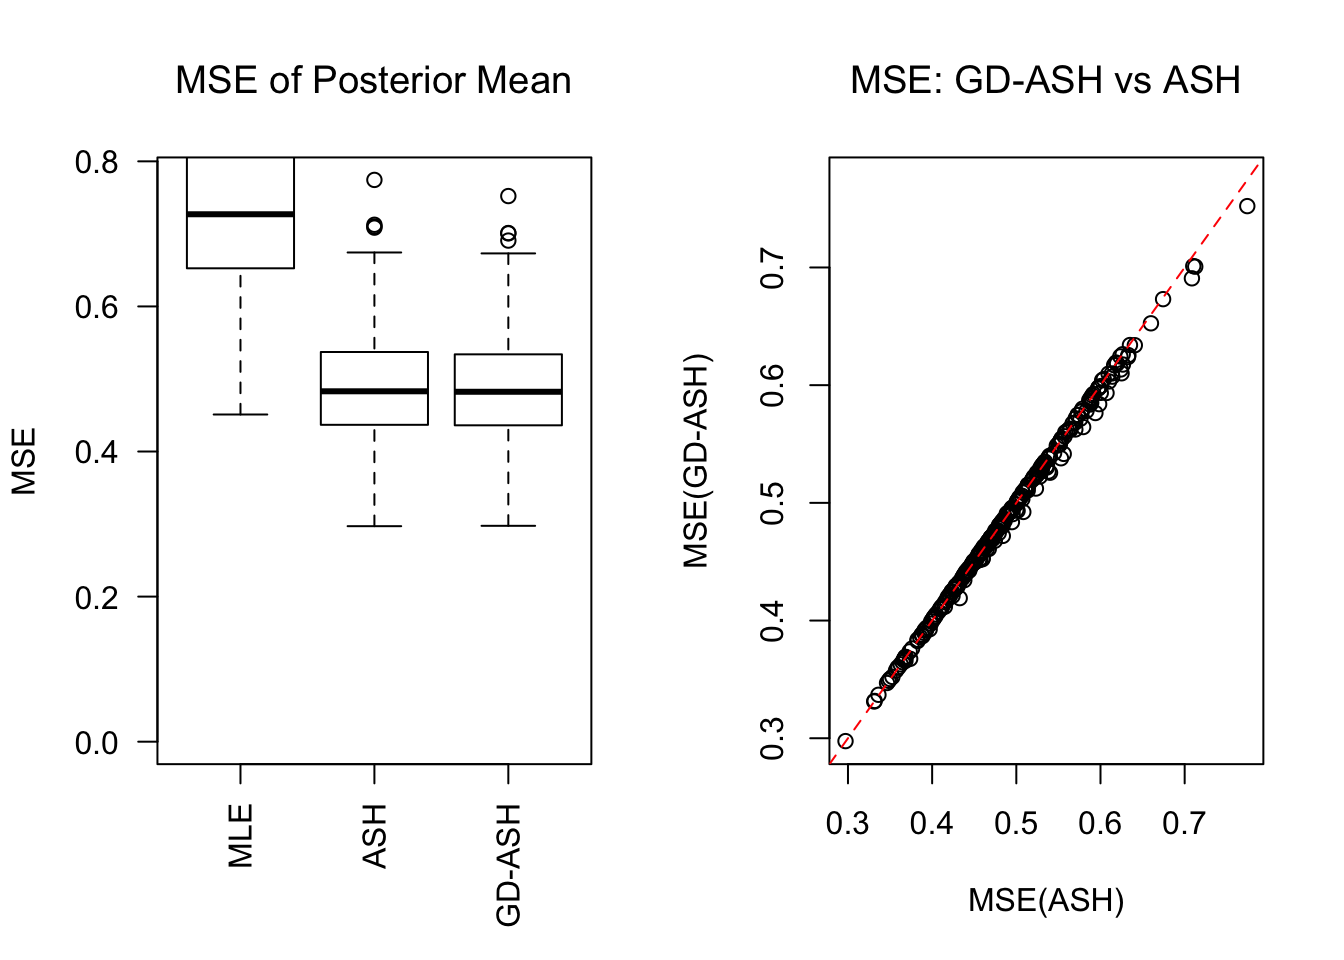 MSE of Posterior Mean
MSE
0.8
0.6
0.4
0.2
0.0
MLE
ASH
GD-ASH
MSE: GD-ASH vs ASH
MSE(GD-ASH)
0.7
0.6
0.5
0.4
0.3
0.3 0.4 0.5 0.6 0.7
MSE(ASH)